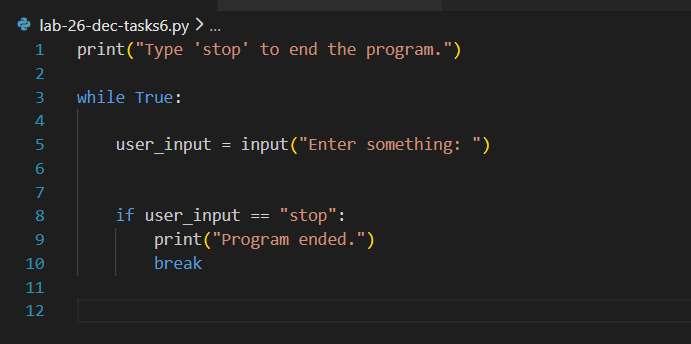 lab-26-dec-tasks6.py > ...
1 print("Type 'stop' to end the program.")
2
3 while True:
4
5     user_input = input("Enter something: ")
6
7
8     if user_input == "stop":
9         print("Program ended.")
10         break
11
12